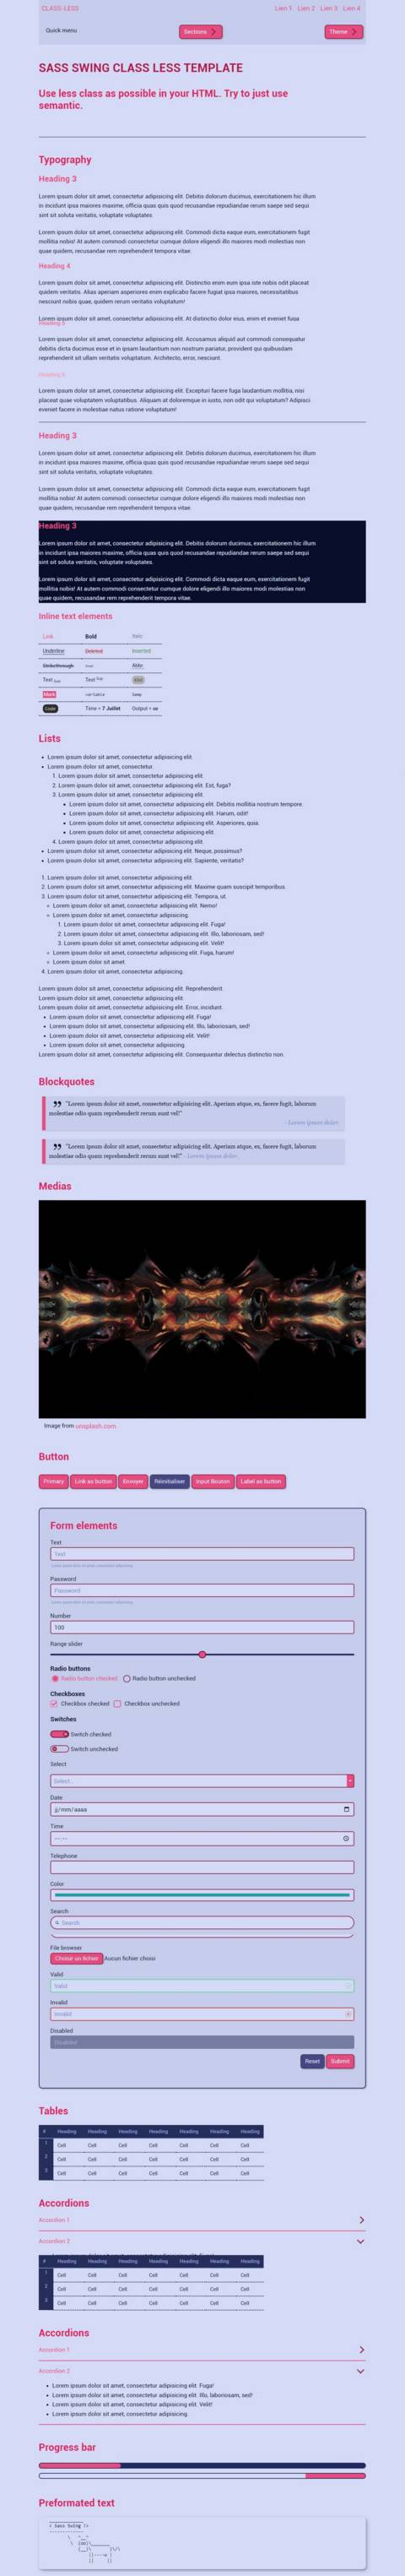 CLASS-LESS
Lien 1 Lien 2 Lien 3 Lien 4
Quick menu
Sections
Theme
SASS SWING CLASS LESS TEMPLATE
Use less class as possible in your HTML. Try to just use
semantic.
Typography
Heading 3
Lorem ipsum dolor sit amet, consectetur adipisicing elit. Debitis dolorum ducimus, exercitationem hic illum
in incidunt ipsa maiores maxime, officia quas quis quod recusandae repudiandae rerum saepe sed sequi
sint sit soluta veritatis, voluptate voluptates.
Lorem ipsum dolor sit amet, consectetur adipisicing elit. Commodi dicta eaque eum, exercitationem fugit
mollitia nobis! At autem commodi consectetur cumque dolore eligendi illo maiores modi molestias non
quae quidem, recusandae rem reprehenderit tempora vitae.
Heading 4
Lorem ipsum dolor sit amet, consectetur adipisicing elit. Distinctio enim eum ipsa iste nobis odit placeat
quidem veritatis. Alias aperiam asperiores enim explicabo facere fugat ipsa maiores, necessitatibus
nesciunt nobis quae, quidem rerum veritatis voluptatum!
Lorem ipsum dolor sit amet, consectetur adipisicing elit. At distinctio dolor eius, enim et eveniet fuga
Heading 5
Lorem ipsum dolor sit amet, consectetur adipisicing elit. Accusamus aliquid aut commodi consequatur
debitis dicta ducimus esse et in ipsam laudantium non nostrum pariatur, provident qui quibusdam
reprehenderit sit ullam veritatis voluptatum. Architecto, error, nesciunt.
Heading 6
Lorem ipsum dolor sit amet, consectetur adipisicing elit. Excepturi facere fuga laudantium mollitia, nisi
placeat quae voluptatem voluptatibus. Aliquam at doloremque in iusto, non odit qui voluptatum? Adipisci
eveniet facere in molestiae natus ratione voluptatum!
Heading 3
Lorem ipsum dolor sit amet, consectetur adipisicing elit. Debitis dolorum ducimus, exercitationem hic illum
in incidunt ipsa maiores maxime, officia quas quis quod recusandae repudiandae rerum saepe sed sequi
sint sit soluta veritatis, voluptate voluptates.
Lorem ipsum dolor sit amet, consectetur adipisicing elit. Commodi dicta eaque eum, exercitationem fugit
mollitia nobis! At autem commodi consectetur cumque dolore eligendi illo maiores modi molestias non
quae quidem, recusandae rem reprehenderit tempora vitae.
Heading 3
Lorem ipsum dolor sit amet, consectetur adipisicing elit. Debitis dolorum ducimus, exercitationem hic illum
in incidunt ipsa maiores maxime, officia quas quis quod recusandae repudiandae rerum saepe sed sequi
sint sit soluta veritatis, voluptate voluptates.
Lorem ipsum dolor sit amet, consectetur adipisicing elit. Commodi dicta eaque eum, exercitationem fugit
mollitia nobis! At autem commodi consectetur cumque dolore eligendi illo maiores modi molestias non
quae quidem, recusandae rem reprehenderit tempora vitae.
Inline text elements
Link Bold Italic
Underline Deleted Inserted
Strikethrough Small Abbr.
Text Sub Text Sup Kbd
Mark variable Samp
Code Time = 7 Juillet Output =
Lists
• Lorem ipsum dolor sit amet, consectetur adipisicing elit.
• Lorem ipsum dolor sit amet, consectetur.
1. Lorem ipsum dolor sit amet, consectetur adipisicing elit.
2. Lorem ipsum dolor sit amet, consectetur adipisicing elit. Est, fuga?
3. Lorem ipsum dolor sit amet, consectetur adipisicing elit.
• Lorem ipsum dolor sit amet, consectetur adipisicing elit. Debitis mollitia nostrum tempore.
• Lorem ipsum dolor sit amet, consectetur adipisicing elit. Harum, odit!
• Lorem ipsum dolor sit amet, consectetur adipisicing elit. Asperiores, quia.
• Lorem ipsum dolor sit amet, consectetur adipisicing elit.
4. Lorem ipsum dolor sit amet, consectetur adipisicing elit.
• Lorem ipsum dolor sit amet, consectetur adipisicing elit. Neque, possimus?
• Lorem ipsum dolor sit amet, consectetur adipisicing elit. Sapiente, veritatis?
1. Lorem ipsum dolor sit amet, consectetur adipisicing elit.
2. Lorem ipsum dolor sit amet, consectetur adipisicing elit. Maxime quam suscipit temporibus.
3. Lorem ipsum dolor sit amet, consectetur adipisicing elit. Tempora, ut.
Lorem ipsum dolor sit amet, consectetur adipisicing elit. Nemo!
Lorem ipsum dolor sit amet, consectetur adipisicing.
1. Lorem ipsum dolor sit amet, consectetur adipisicing elit. Fuga!
2. Lorem ipsum dolor sit amet, consectetur adipisicing elit. Illo, laboriosam, sed!
3. Lorem ipsum dolor sit amet, consectetur adipisicing elit. Velit!
Lorem ipsum dolor sit amet, consectetur adipisicing elit. Fuga, harum!
Lorem ipsum dolor sit amet.
4. Lorem ipsum dolor sit amet, consectetur adipisicing.
Lorem ipsum dolor sit amet, consectetur adipisicing elit. Reprehenderit.
Lorem ipsum dolor sit amet, consectetur adipisicing elit.
Lorem ipsum dolor sit amet, consectetur adipisicing elit. Error, incidunt.
• Lorem ipsum dolor sit amet, consectetur adipisicing elit. Fuga!
• Lorem ipsum dolor sit amet, consectetur adipisicing elit. Illo, laboriosam, sed!
• Lorem ipsum dolor sit amet, consectetur adipisicing elit. Velit!
• Lorem ipsum dolor sit amet, consectetur adipisicing.
Lorem ipsum dolor sit amet, consectetur adipisicing elit. Consequuntur delectus distinctio non.
Blockquotes
"Lorem ipsum dolor sit amet, consectetur adipisicing elit. Aperiam atque, ex, facere fugit, laborum
molestiae odio quam reprehenderit rerum sunt vel!"
- Lorem ipsum dolor.
"Lorem ipsum dolor sit amet, consectetur adipisicing elit. Aperiam atque, ex, facere fugit, laborum
molestiae odio quam reprehenderit rerum sunt vel!" - Lorem ipsum dolor.
Medias
Image from unsplash.com
Button
Primary Link as button Envoyer Réinitialiser Input Bouton Label as button
Form elements
Text
Text
Password
Password
Number
100
Range slider
Radio buttons
Radio button checked Radio button unchecked
Checkboxes
Checkbox checked Checkbox unchecked
Switches
Switch checked
Switch unchecked
Select
Select...
Date
jj/mm/aaaa
Time
--:--
Telephone
Color
Search
Search
File browser
Choisir un fichier Aucun fichier choisi
Valid
Valid
Invalid
Invalid
Disabled
Disabled
Reset Submit
Tables
# Heading Heading Heading Heading Heading Heading Heading
1 Cell Cell Cell Cell Cell Cell Cell
2 Cell Cell Cell Cell Cell Cell Cell
3 Cell Cell Cell Cell Cell Cell Cell
Accordions
Accordion 1
Accordion 2
# Heading Heading Heading Heading Heading Heading Heading
1 Cell Cell Cell Cell Cell Cell Cell
2 Cell Cell Cell Cell Cell Cell Cell
3 Cell Cell Cell Cell Cell Cell Cell
Accordions
Accordion 1
Accordion 2
• Lorem ipsum dolor sit amet, consectetur adipisicing elit. Fuga!
• Lorem ipsum dolor sit amet, consectetur adipisicing elit. Illo, laboriosam, sed!
• Lorem ipsum dolor sit amet, consectetur adipisicing elit. Velit!
• Lorem ipsum dolor sit amet, consectetur adipisicing.
Progress bar
Preformated text
< Sass Swing />